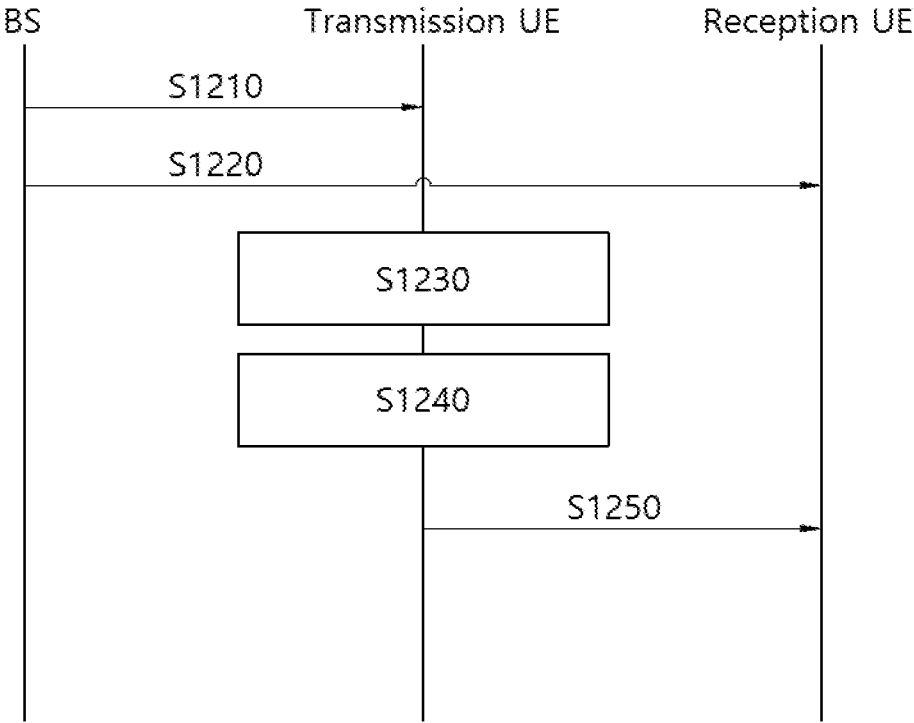 BS Transmission UE Reception UE
S1210
S1220
S1230
S1240
S1250